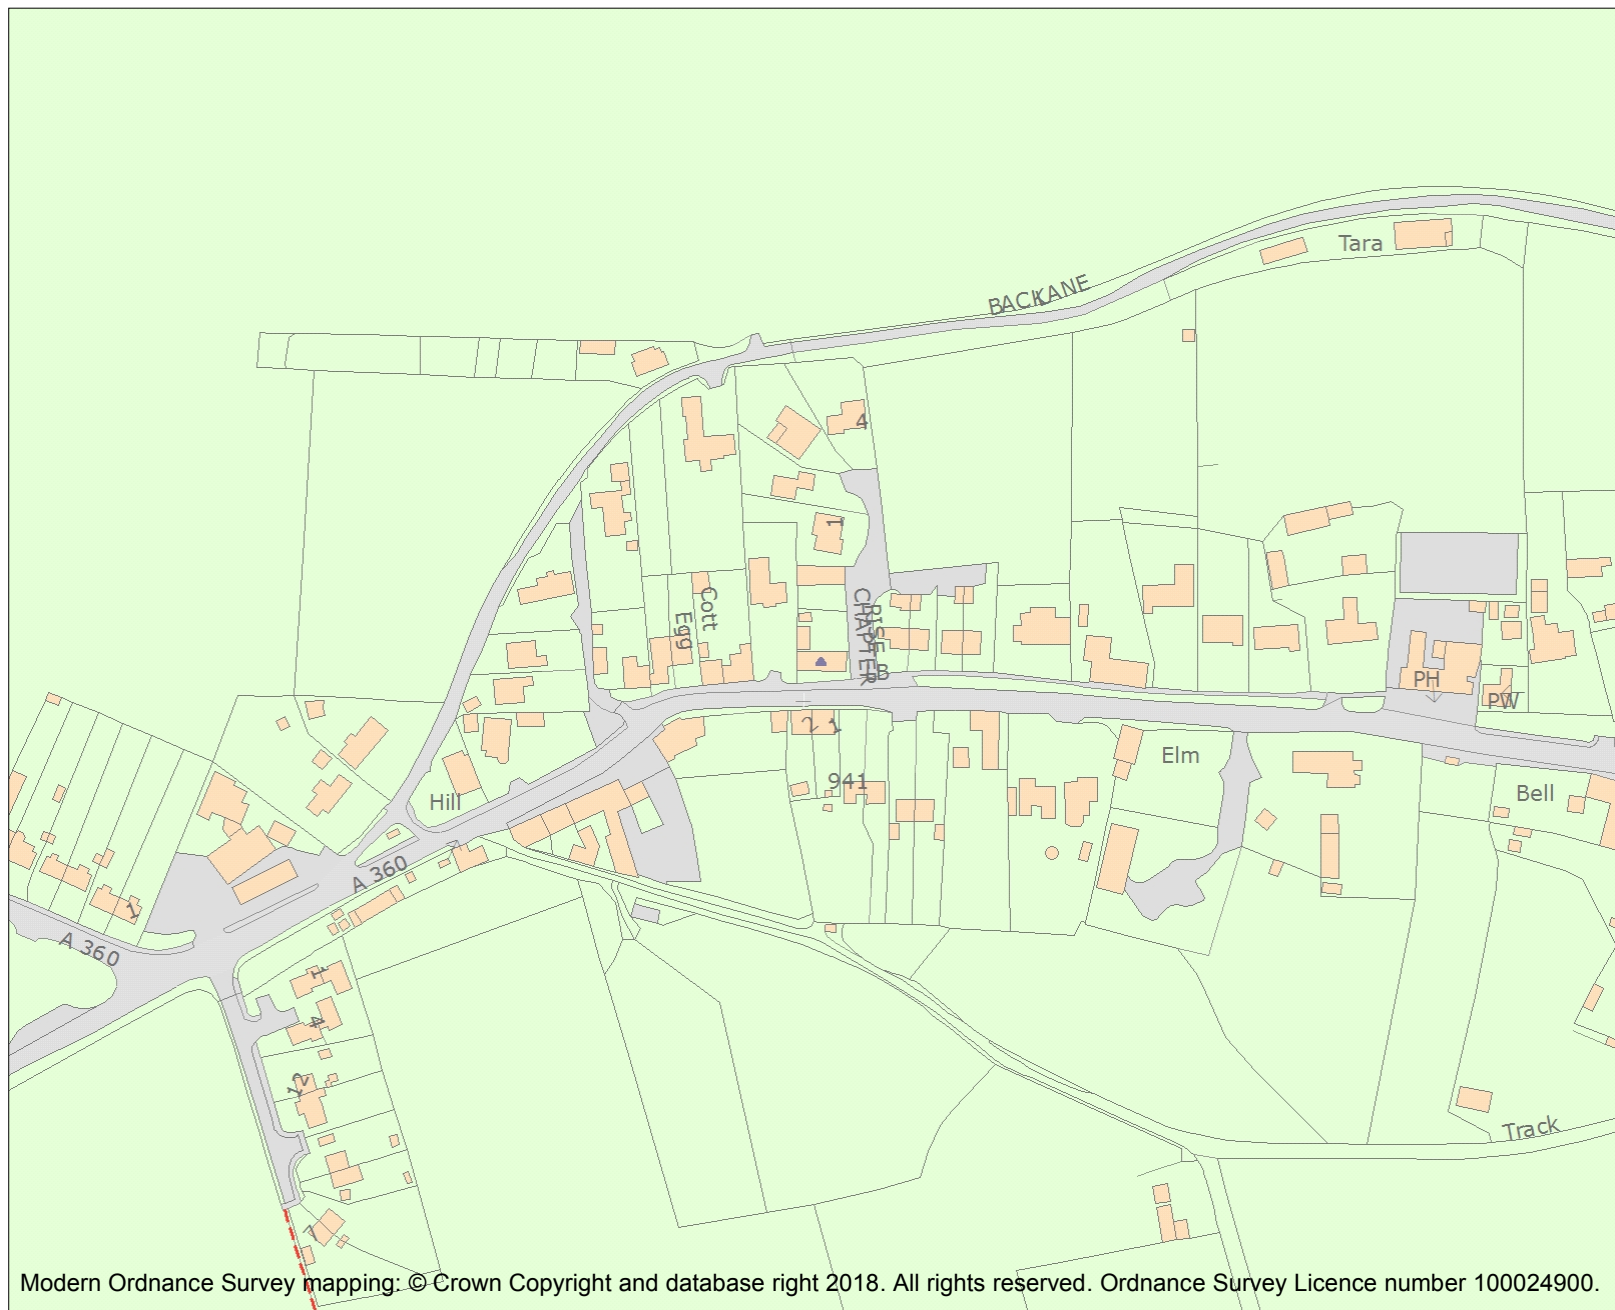 Tara
BACK LANE
4
1
Cott
Egg
CHAPTER
RISE
B
PH
PW
2
1
Elm
941
Hill
Bell
A 360
1
A 360
1
4
12
Track
7
Modern Ordnance Survey mapping: © Crown Copyright and database right 2018. All rights reserved. Ordnance Survey Licence number 100024900.